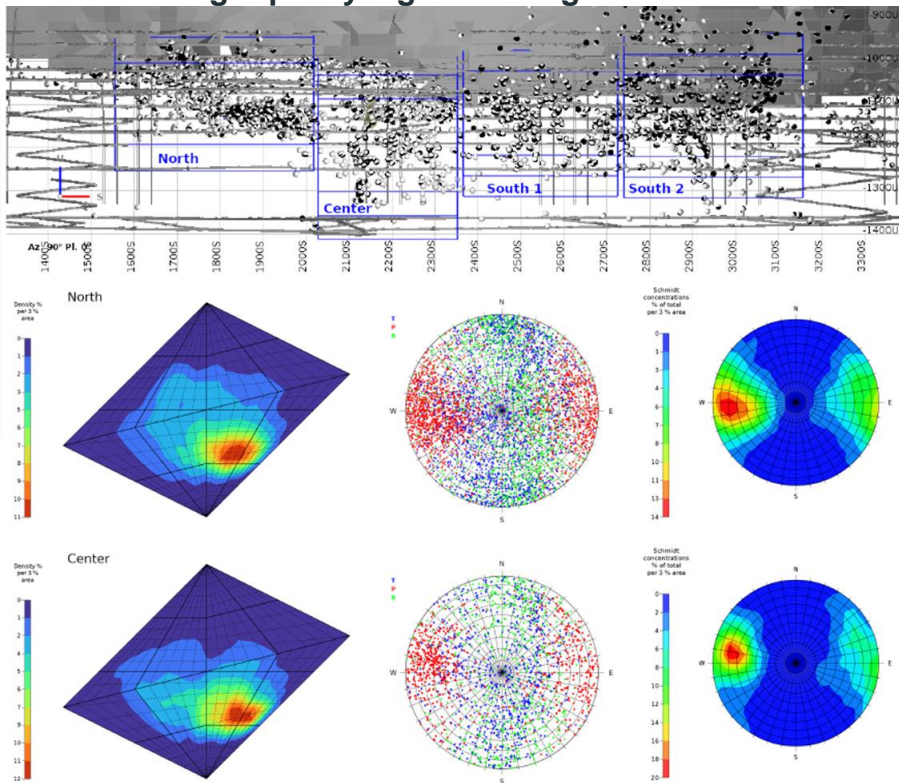 -900U
-1000U
-1100U
North
South 1
South 2
-1300U
Center
-1400U
Az. 90° Pl. 0°
1400S
1500S
1600S
1700S
1800S
1900S
2000S
2100S
2200S
2300S
2400S
2500S
2600S
2700S
2800S
2900S
3000S
3100S
3200S
3300S
Density %
per 3 %
area
North
T
P
B
N
Schmidt
concentrations
% of total
per 3 % area
N
0
1
2
3
4
5
6
7
8
9
10
11
W
E
S
0
1
2
3
4
5
6
7
8
9
10
11
13
14
W
E
S
Density %
per 3 %
area
Center
T
P
B
N
Schmidt
concentrations
% of total
per 3 % area
N
0
1
2
3
4
5
6
7
8
9
10
11
12
W
E
S
0
2
4
6
8
10
12
14
16
18
20
W
E
S